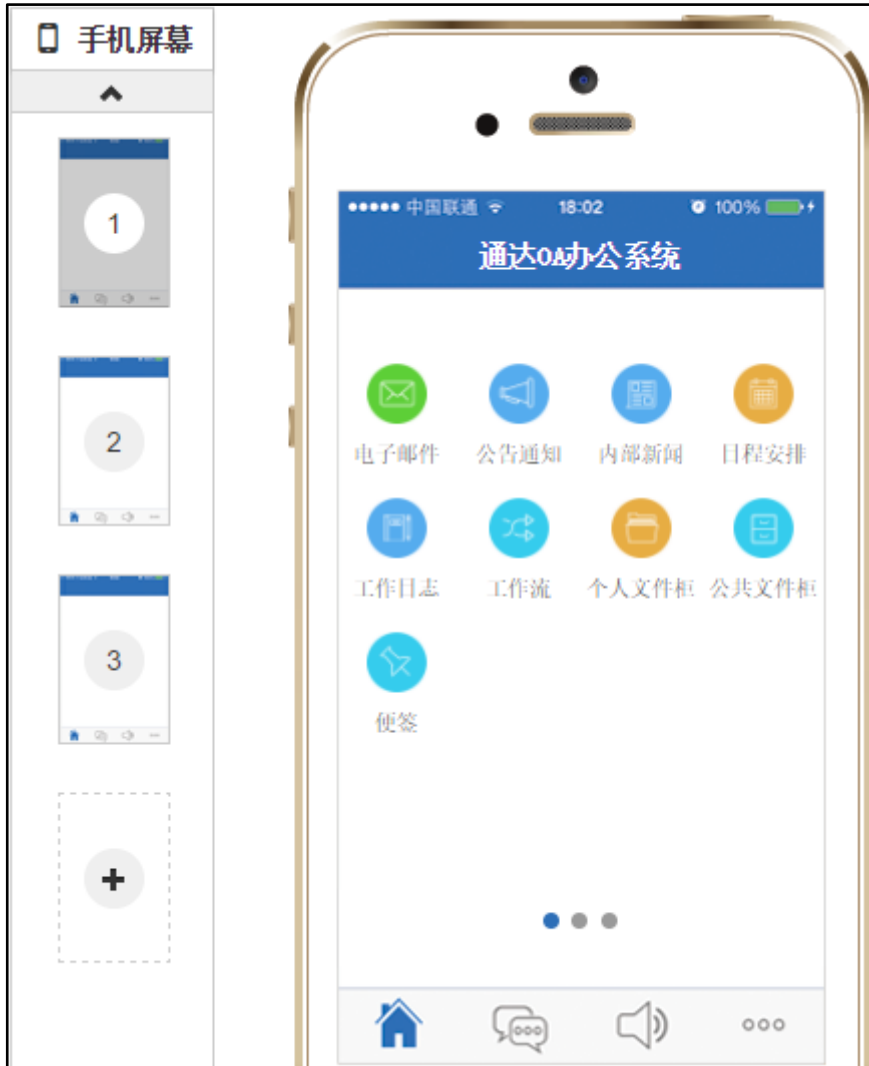 手机屏幕
1
2
3
中国联通 18:02 100%
通达OA办公系统
电子邮件 公告通知 内部新闻 日程安排
工作日志 工作流 个人文件柜 公共文件柜
便签